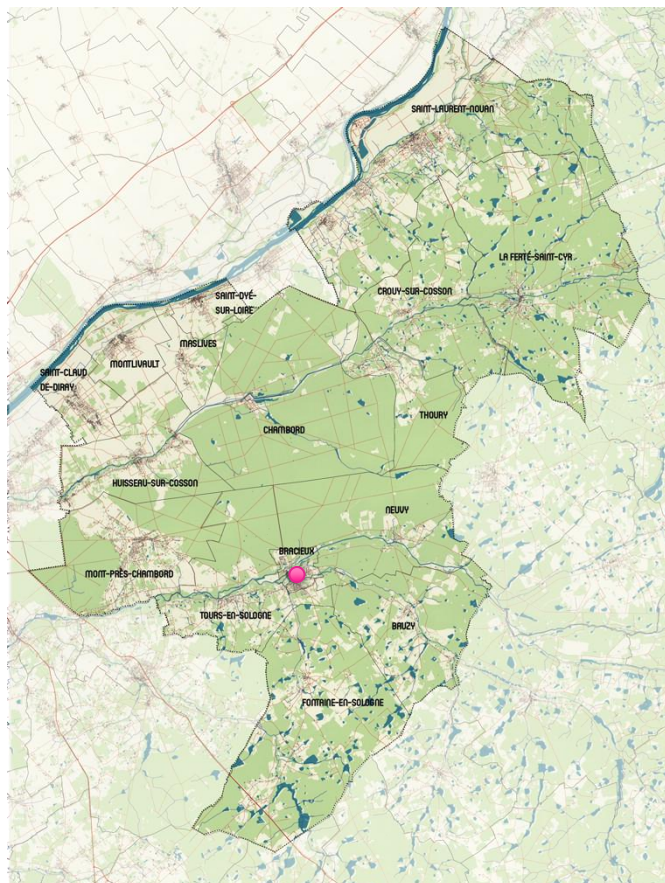 SAINT-LAURENT-NOUAN
LA FERTÉ-SAINT-CYR
CROUY-SUR-COSSON
SAINT-DYÉ-
SUR-LOIRE
MASLIVES
MONTLIVAULT
SAINT-CLAUD
DE-DIRAY
THOURY
CHAMBORD
HUISSEAU-SUR-COSSON
NEUVY
BRACIEUX
MONT-PRÈS-CHAMBORD
TOURS-EN-SOLOGNE
BAUZY
FONTAINE-EN-SOLOGNE